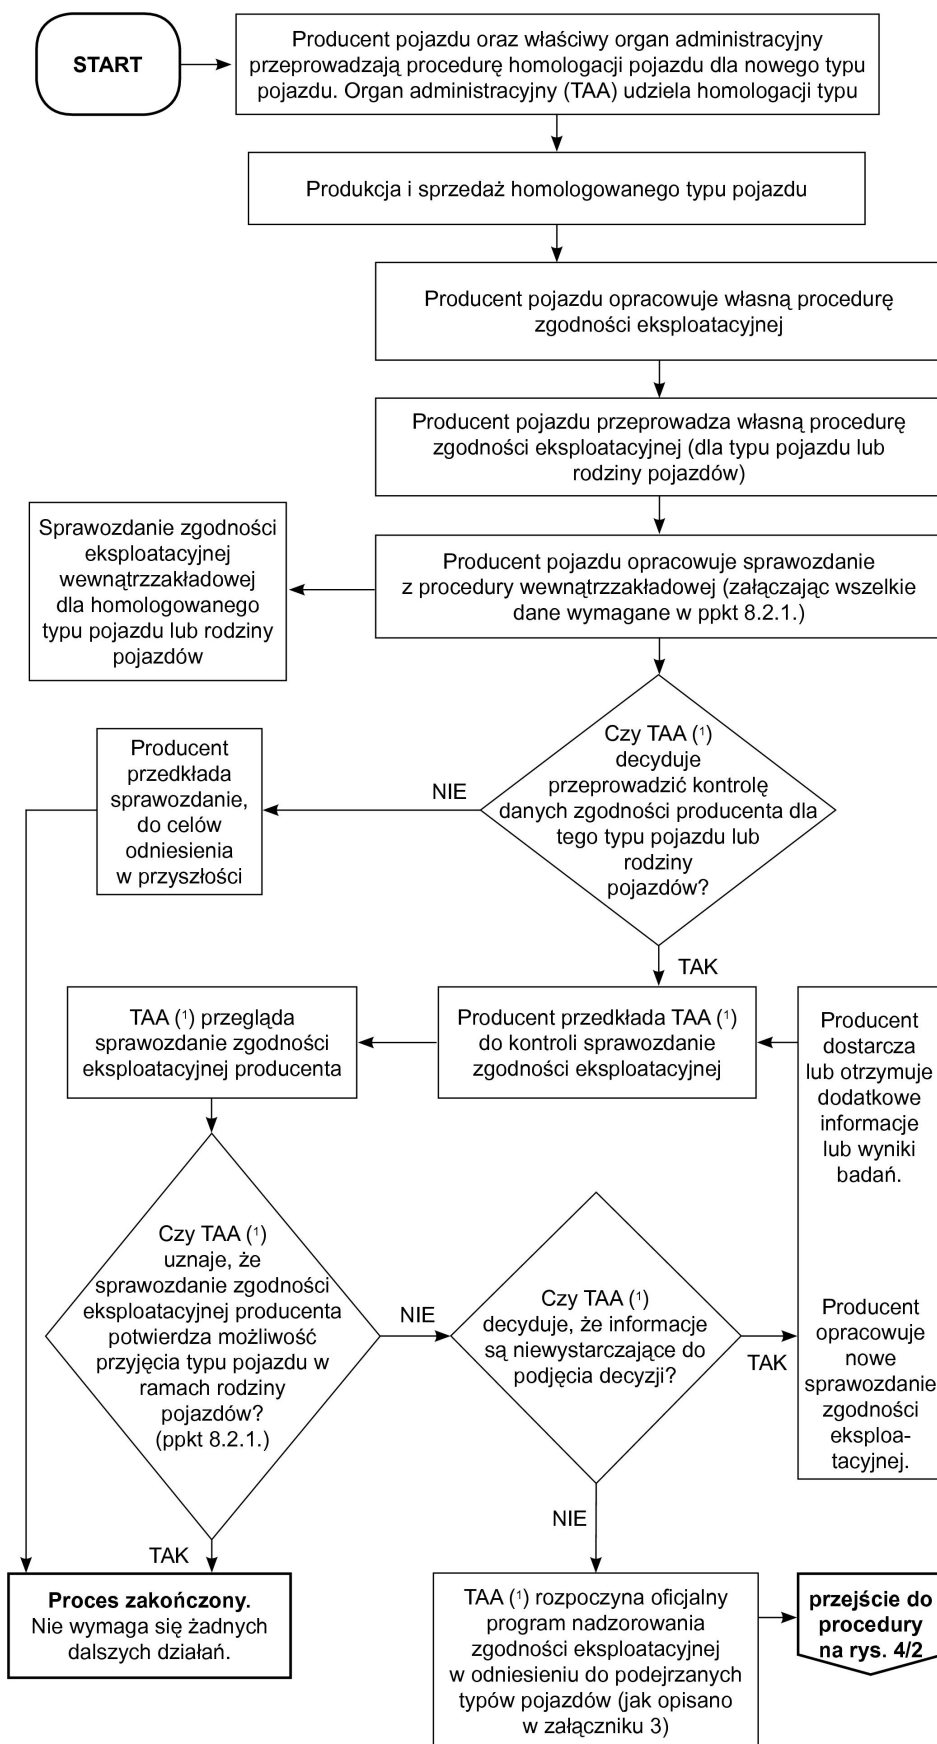 START
Producent pojazdu oraz właściwy organ administracyjny
przeprowadzają procedurę homologacji pojazdu dla nowego typu
pojazdu. Organ administracyjny (TAA) udziela homologacji typu
Produkcja i sprzedaż homologowanego typu pojazdu
Producent pojazdu opracowuje własną procedurę
zgodności eksploatacyjnej
Producent pojazdu przeprowadza własną procedurę
zgodności eksploatacyjnej (dla typu pojazdu lub
rodziny pojazdów)
Sprawozdanie zgodności
eksploatacyjnej
wewnątrzzakładowej
dla homologowanego
typu pojazdu lub rodziny
pojazdów
Producent pojazdu opracowuje sprawozdanie
z procedury wewnątrzzakładowej (załączając wszelkie
dane wymagane w ppkt 8.2.1.)
Czy TAA (¹)
decyduje
przeprowadzić kontrolę
danych zgodności producenta dla
tego typu pojazdu lub
rodziny
pojazdów?
NIE
Producent
przedkłada
sprawozdanie,
do celów
odniesienia
w przyszłości
TAK
TAA (¹) przegląda
sprawozdanie zgodności
eksploatacyjnej producenta
Producent przedkłada TAA (¹)
do kontroli sprawozdanie
zgodności eksploatacyjnej
Producent
dostarcza
lub otrzymuje
dodatkowe
informacje
lub wyniki
badań.
Czy TAA (¹)
uznaje, że
sprawozdanie zgodności
eksploatacyjnej producenta
potwierdza możliwość
przyjęcia typu pojazdu w
ramach rodziny
pojazdów?
(ppkt 8.2.1.)
NIE
Czy TAA (¹)
decyduje, że informacje
są niewystarczające do
podjęcia decyzji?
TAK
Producent
opracowuje
nowe
sprawozdanie
zgodności
eksploa-
tacyjnej.
TAK
NIE
Proces zakończony.
Nie wymaga się żadnych
dalszych działań.
TAA (¹) rozpoczyna oficjalny
program nadzorowania
zgodności eksploatacyjnej
w odniesieniu do podejrzanych
typów pojazdów (jak opisano
w załączniku 3)
przejście do
procedury
na rys. 4/2